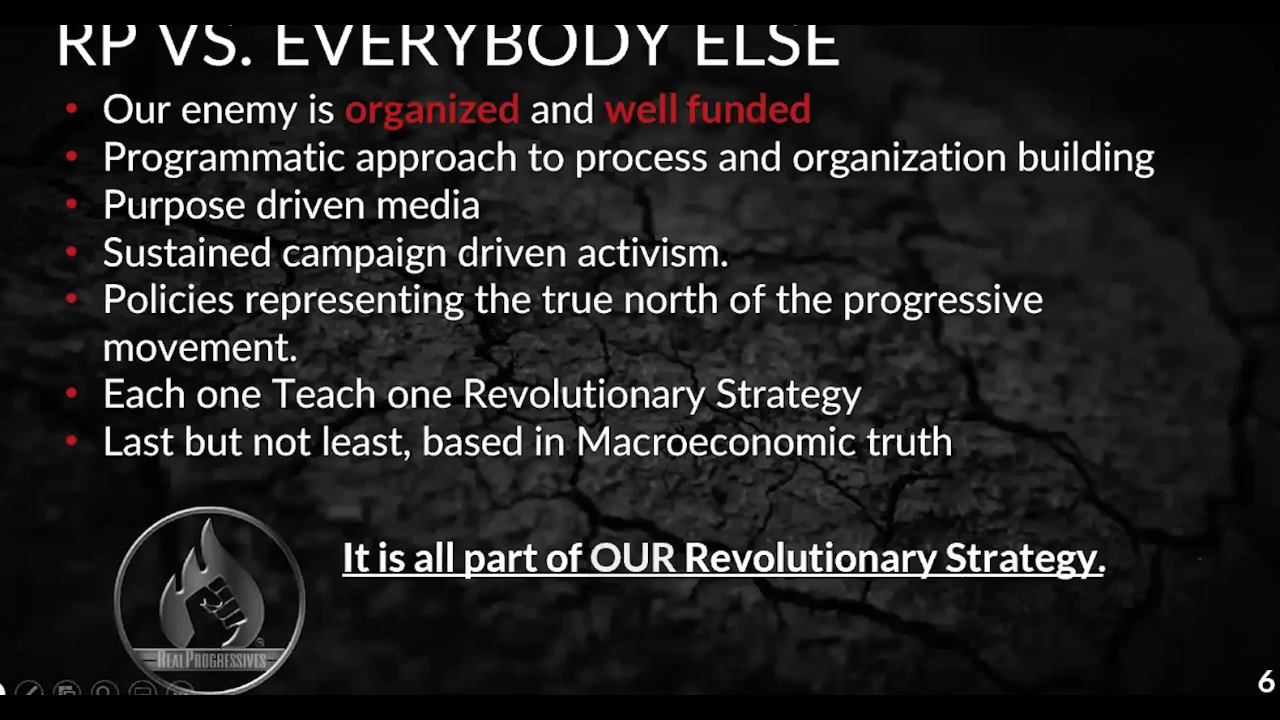 RP VS. EVERYBODY ELSE
• Our enemy is organized and well funded
• Programmatic approach to process and organization building
• Purpose driven media
• Sustained campaign driven activism.
• Policies representing the true north of the progressive
movement.
• Each one Teach one Revolutionary Strategy
• Last but not least, based in Macroeconomic truth
It is all part of OUR Revolutionary Strategy.
®
REAL PROGRESSIVES
6